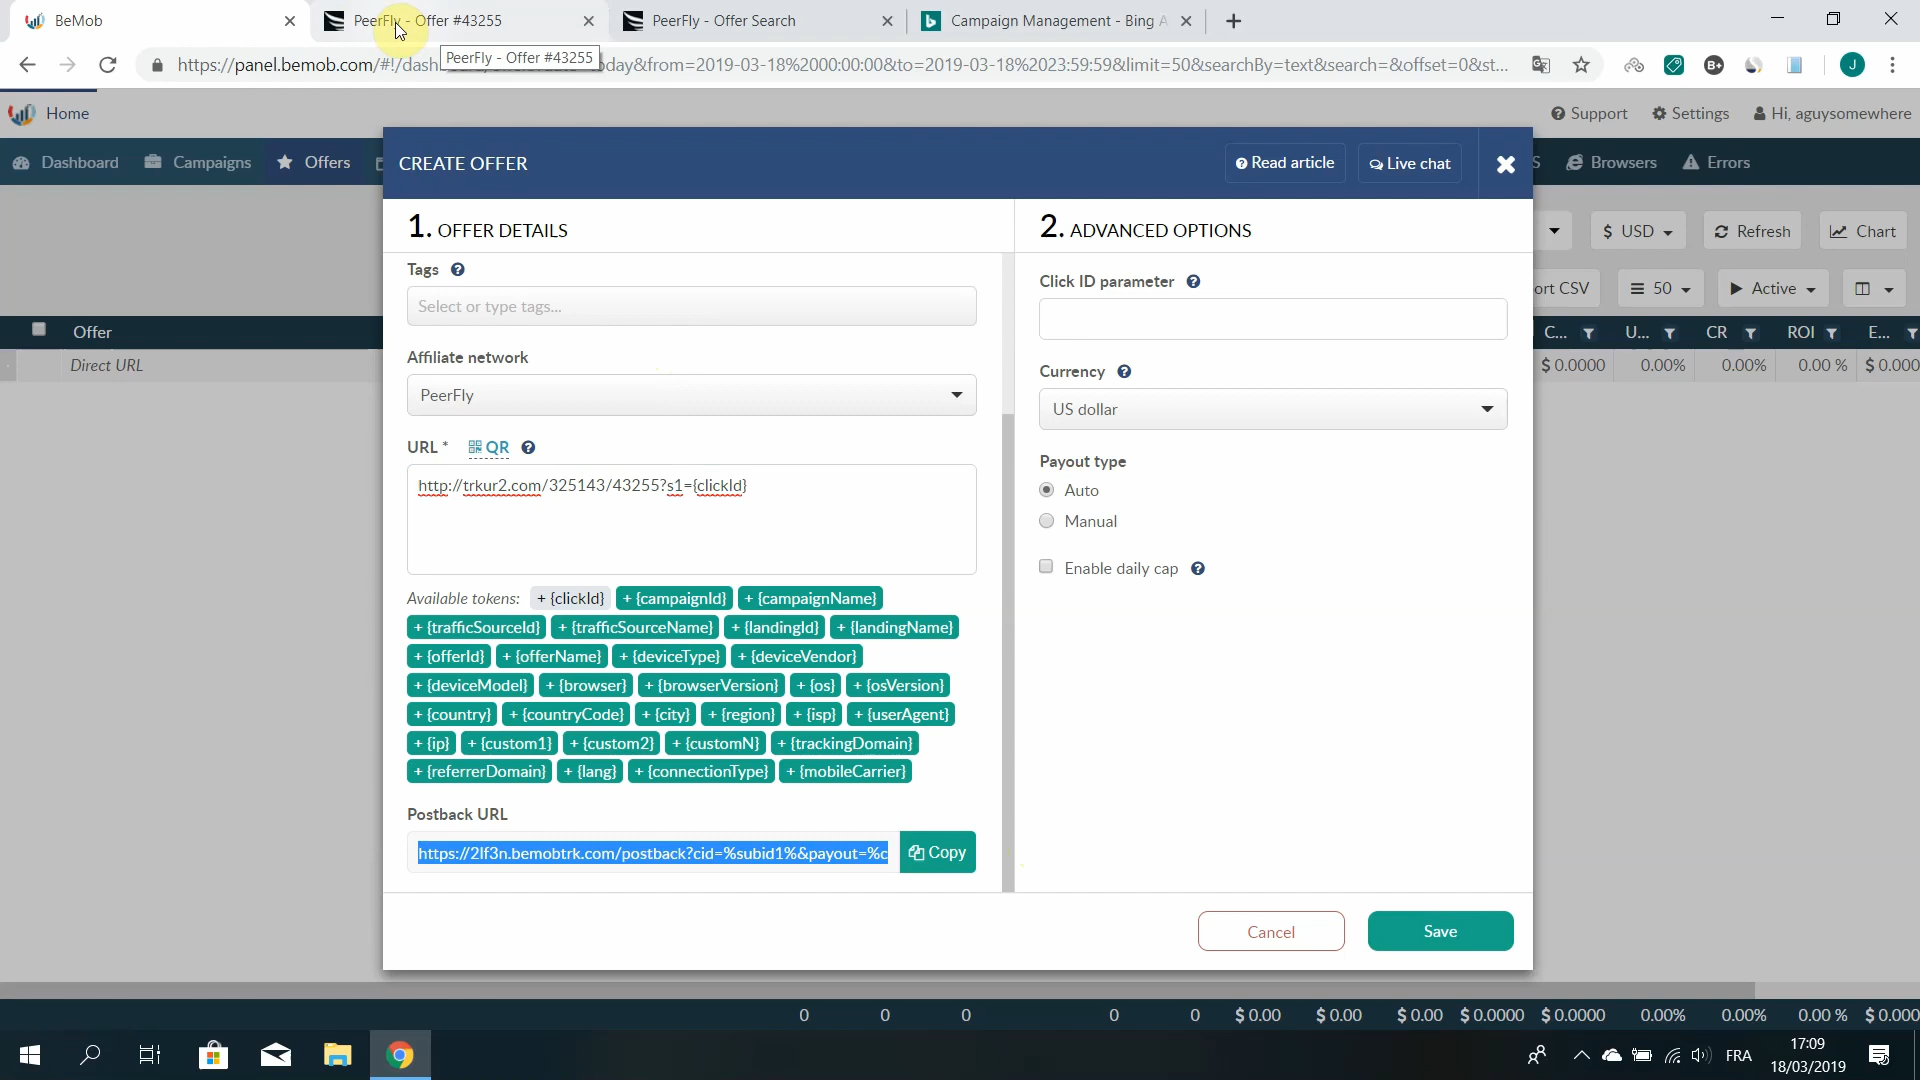 BeMob
PeerFly - Offer #43255
PeerFly - Offer Search
Campaign Management - Bing A
PeerFly - Offer #43255
https://panel.bemob.com/#!/dash
day&from=2019-03-18%2000:00:00&to=2019-03-18%2023:59:59&limit=50&searchBy=text&search=&offset=0&st...
Home
Support
Settings
Hi, aguysomewhere
Dashboard
Campaigns
Offers
CREATE OFFER
Read article
Live chat
S
Browsers
Errors
1. OFFER DETAILS
2. ADVANCED OPTIONS
$ USD
Refresh
Chart
Tags
Select or type tags...
Click ID parameter
ort CSV
50
Active
Offer
C...
U...
CR
ROI
E...
Direct URL
$ 0.0000
0.00%
0.00%
0.00 %
$ 0.000
Affiliate network
PeerFly
Currency
US dollar
URL *
QR
http://trkur2.com/325143/43255?s1={clickId}
Payout type
Auto
Manual
Enable daily cap
Available tokens: + {clickId} + {campaignId} + {campaignName}
+ {trafficSourceId} + {trafficSourceName} + {landingId} + {landingName}
+ {offerId} + {offerName} + {deviceType} + {deviceVendor}
+ {deviceModel} + {browser} + {browserVersion} + {os} + {osVersion}
+ {country} + {countryCode} + {city} + {region} + {isp} + {userAgent}
+ {ip} + {custom1} + {custom2} + {customN} + {trackingDomain}
+ {referrerDomain} + {lang} + {connectionType} + {mobileCarrier}
Postback URL
https://2lf3n.bemobtrk.com/postback?cid=%subid1%&payout=%c
Copy
Cancel
Save
0 0 0 0 0 $ 0.00 $ 0.00 $ 0.00 $ 0.0000 $ 0.0000 0.00% 0.00% 0.00 % $ 0.000
FRA
17:09
18/03/2019
J
B+